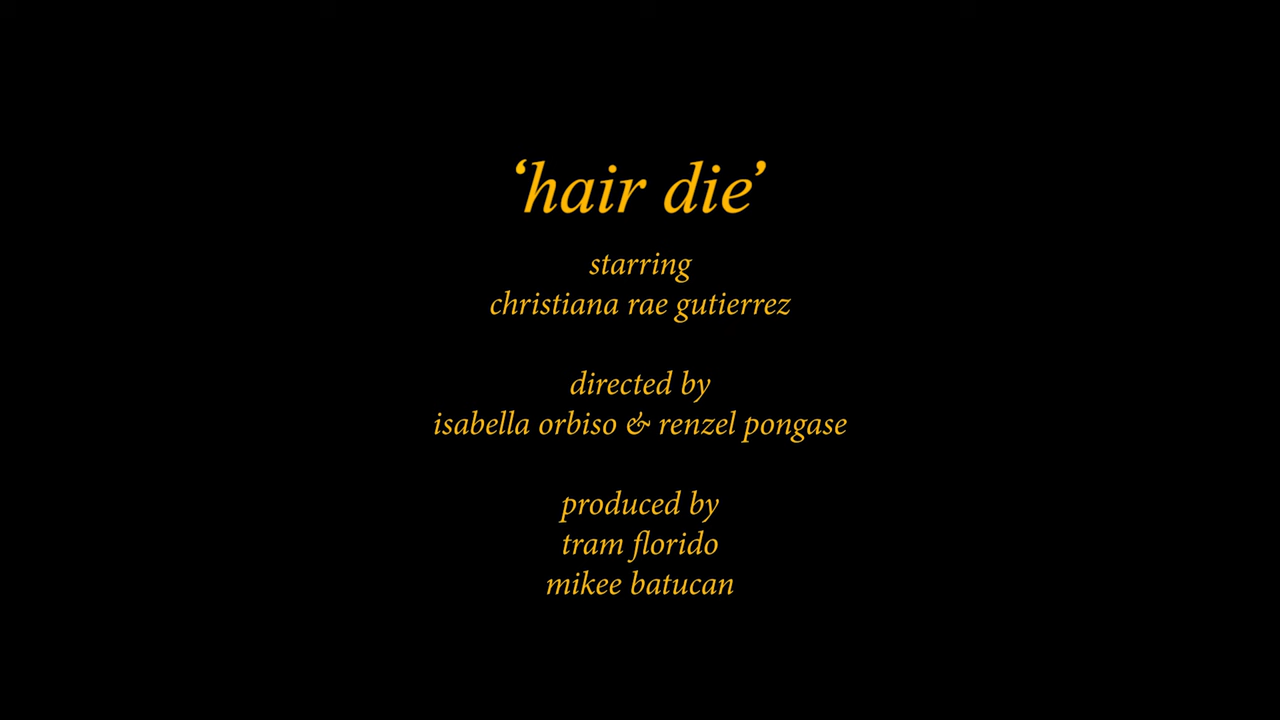 ‘hair die’
starring
christiana rae gutierrez
directed by
isabella orbiso & renzel pongase
produced by
tram florido
mikee batucan